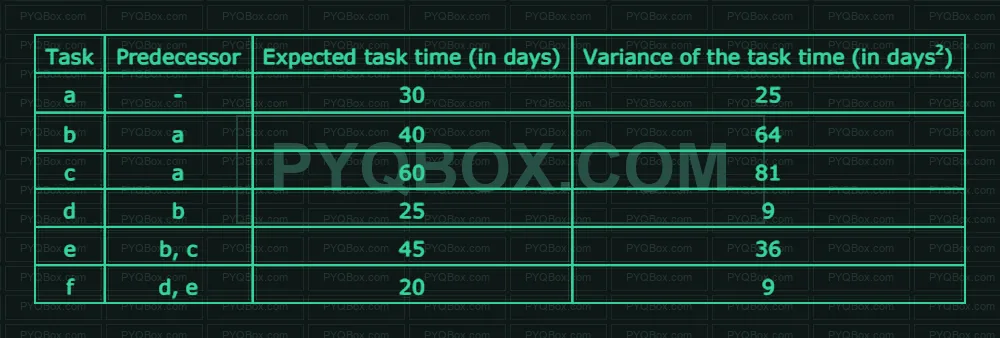 Task Predecessor Expected task time (in days) Variance of the task time (in days²)
a - 30 25
b a 40 64
c a 60 81
d b 25 9
e b, c 45 36
f d, e 20 9
PYQBOX.COM